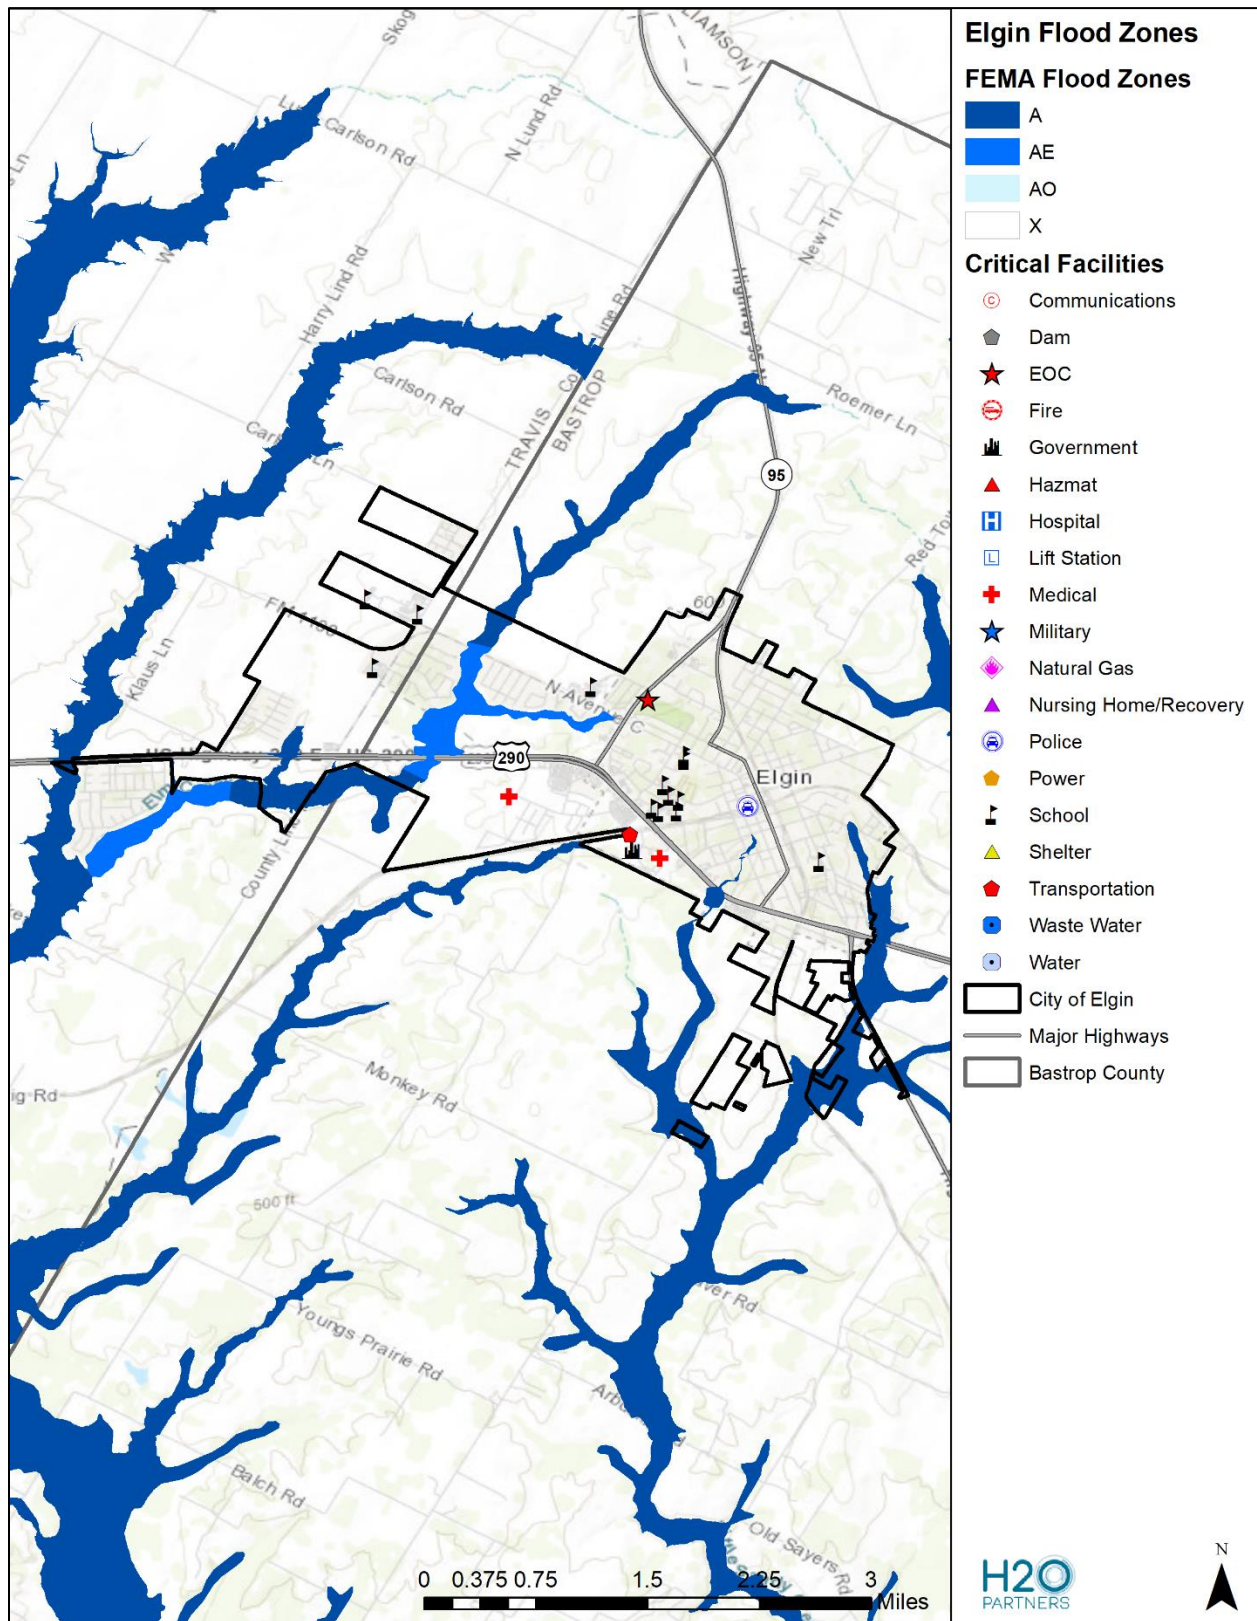 Elgin Flood Zones
FEMA Flood Zones
A
AE
AO
X
Critical Facilities
C
Communications
Dam
EOC
Fire
Government
Hazmat
H
Hospital
L
Lift Station
Medical
Military
Natural Gas
Nursing Home/Recovery
Police
Power
School
Shelter
Transportation
Waste Water
Water
City of Elgin
Major Highways
Bastrop County
N
H2O
PARTNERS
Carlson Rd
N Lund Rd
New Trl
Harry Lind Rd
Line Rd
Carlson Rd
TRAVIS
BASTROP
Roemer Ln
95
600
Klaus Ln
N Avenue C
290
Elgin
County Line
Monkey Rd
500 ft
Youngs Prairie Rd
Balch Rd
Old Sayers Rd
0 0.375 0.75 1.5 2.25 3
Miles